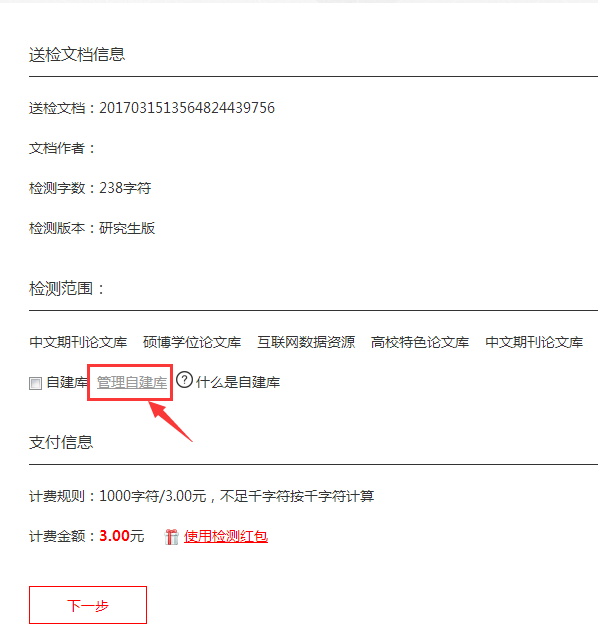 送检文档信息
送检文档：2017031513564824439756
文档作者：
检测字数：238字符
检测版本：研究生版
检测范围：
中文期刊论文库 硕博学位论文库 互联网数据资源 高校特色论文库 中文期刊论文库
自建库 管理自建库 ? 什么是自建库
支付信息
计费规则：1000字符/3.00元，不足千字符按千字符计算
计费金额：3.00元 使用检测红包
下一步